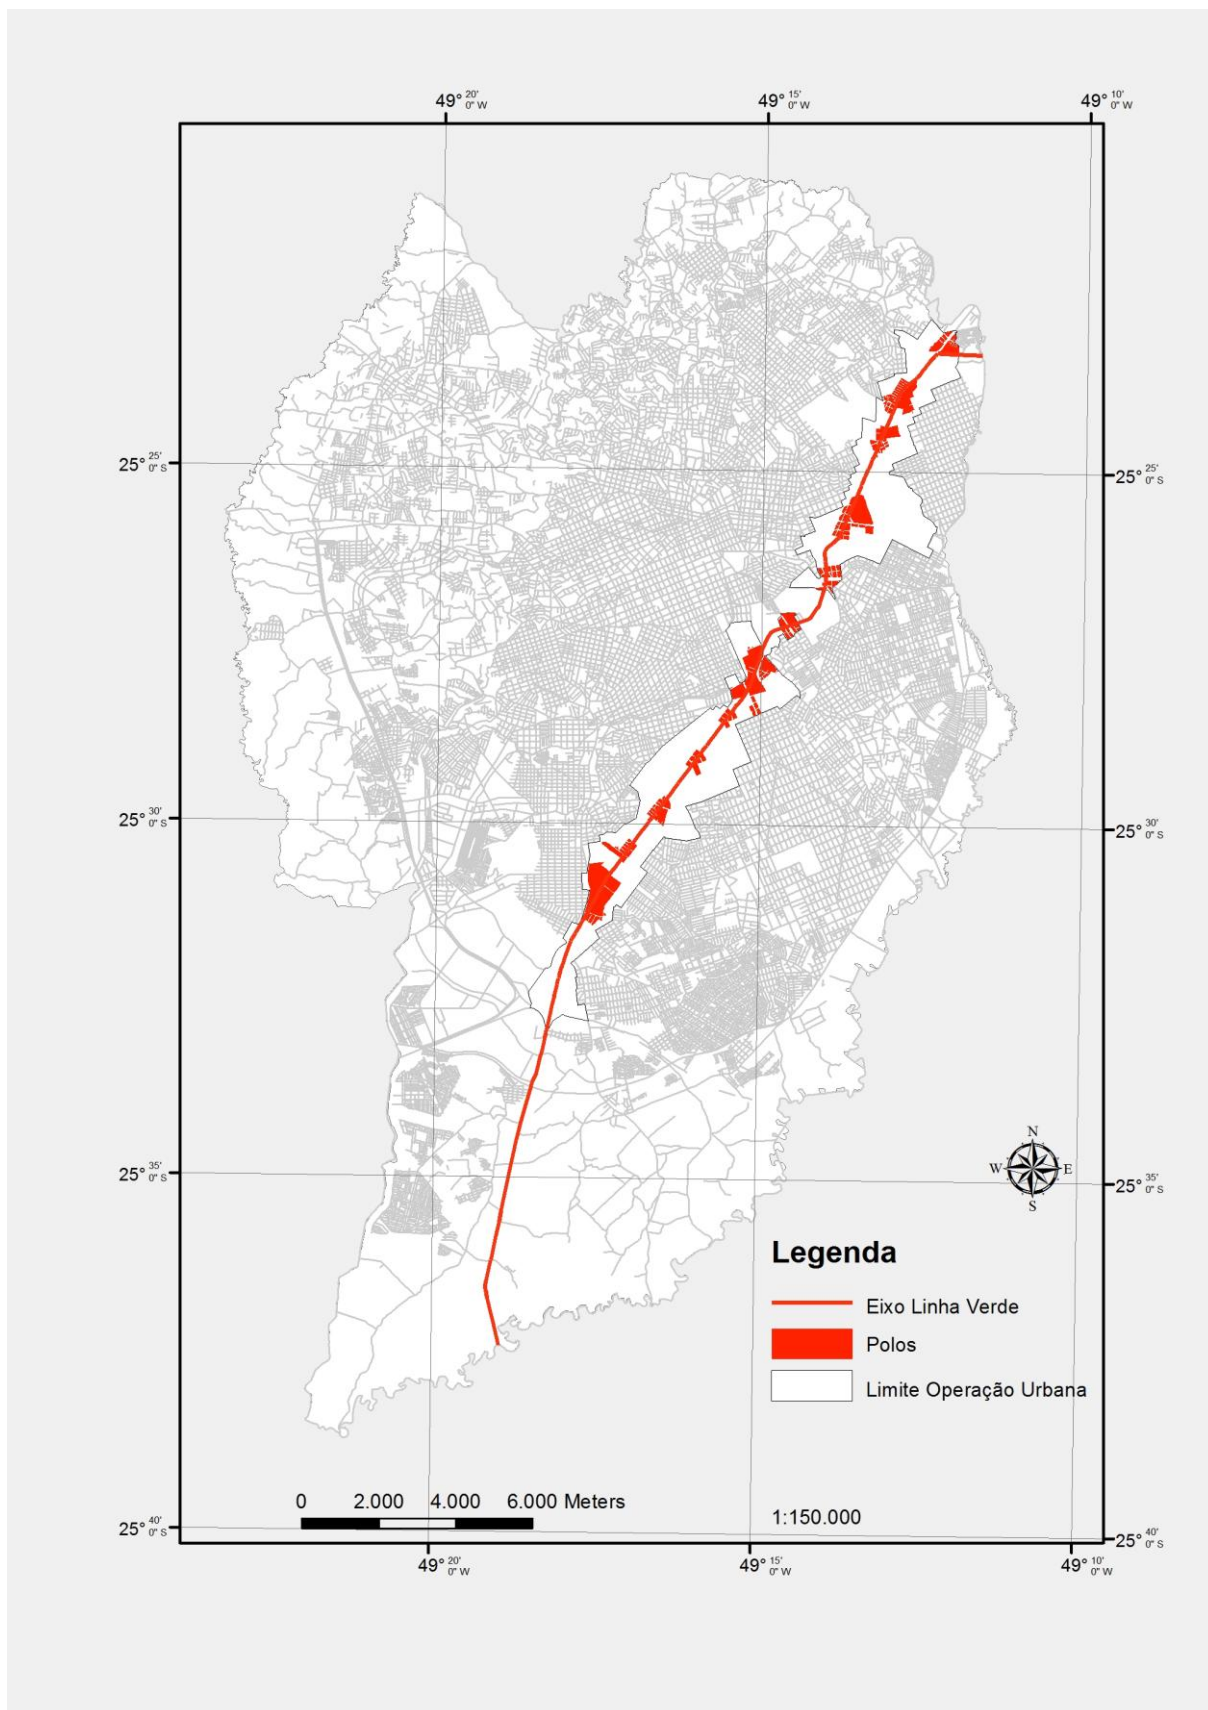 49° 20' 0" W 49° 15' 0" W 49° 10' 0" W
25° 25' 0" S 25° 25' 0" S
25° 30' 0" S 25° 30' 0" S
N
W E
S
25° 35' 0" S 25° 35' 0" S
Legenda
Eixo Linha Verde
Polos
Limite Operação Urbana
0 2.000 4.000 6.000 Meters
1:150.000
25° 40' 0" S 25° 40' 0" S
49° 20' 0" W 49° 15' 0" W 49° 10' 0" W